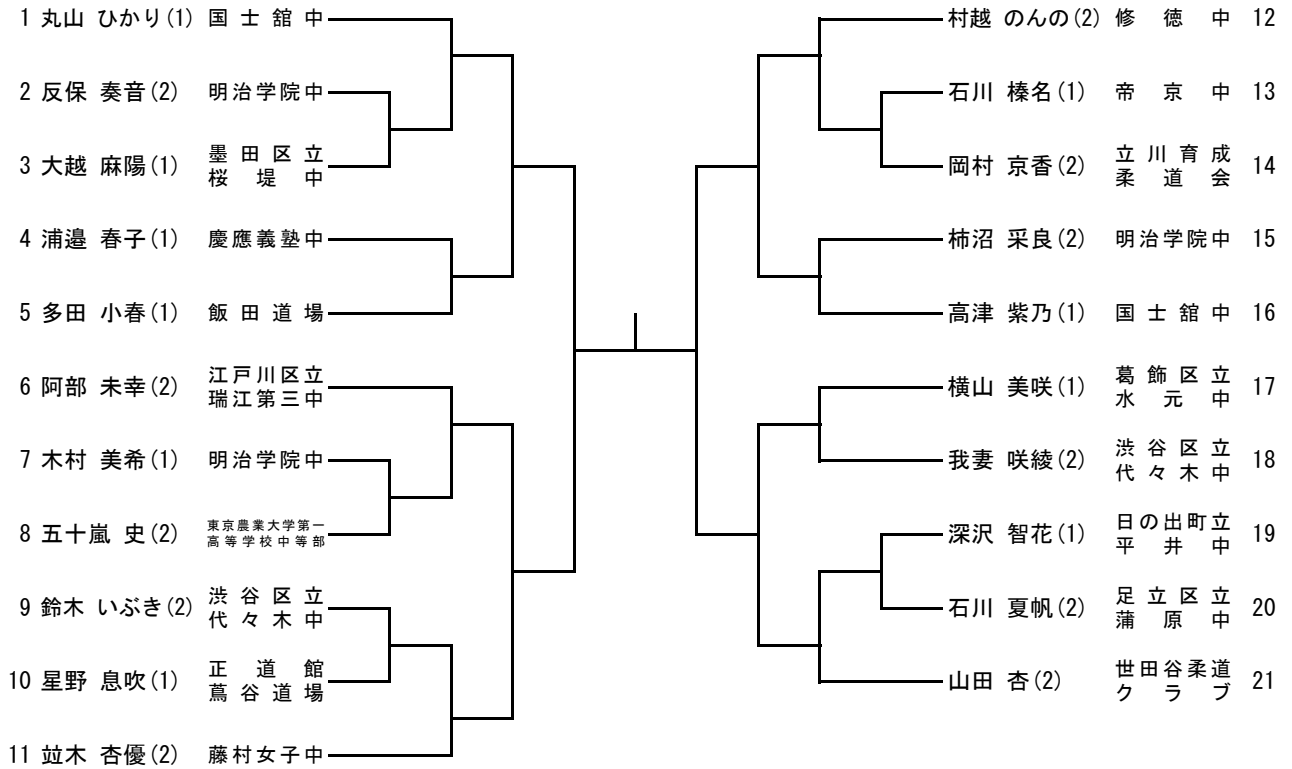 1 丸山 ひかり(1) 国士舘中
2 反保 奏音(2) 明治学院中
3 大越 麻陽(1) 墨田区立
桜堤中
4 浦邉 春子(1) 慶應義塾中
5 多田 小春(1) 飯田道場
6 阿部 未幸(2) 江戸川区立
瑞江第三中
7 木村 美希(1) 明治学院中
8 五十嵐 史(2) 東京農業大学第一
高等学校中等部
9 鈴木 いぶき(2) 渋谷区立
代々木中
10 星野 息吹(1) 正道館
蔦谷道場
11 竝木 杏優(2) 藤村女子中
村越 のんの(2) 修徳中 12
石川 榛名(1) 帝京中 13
岡村 京香(2) 立川育成
柔道会 14
柿沼 采良(2) 明治学院中 15
高津 紫乃(1) 国士舘中 16
横山 美咲(1) 葛飾区立
水元中 17
我妻 咲綾(2) 渋谷区立
代々木中 18
深沢 智花(1) 日の出町立
平井中 19
石川 夏帆(2) 足立区立
蒲原中 20
山田 杏(2) 世田谷柔道
クラブ 21